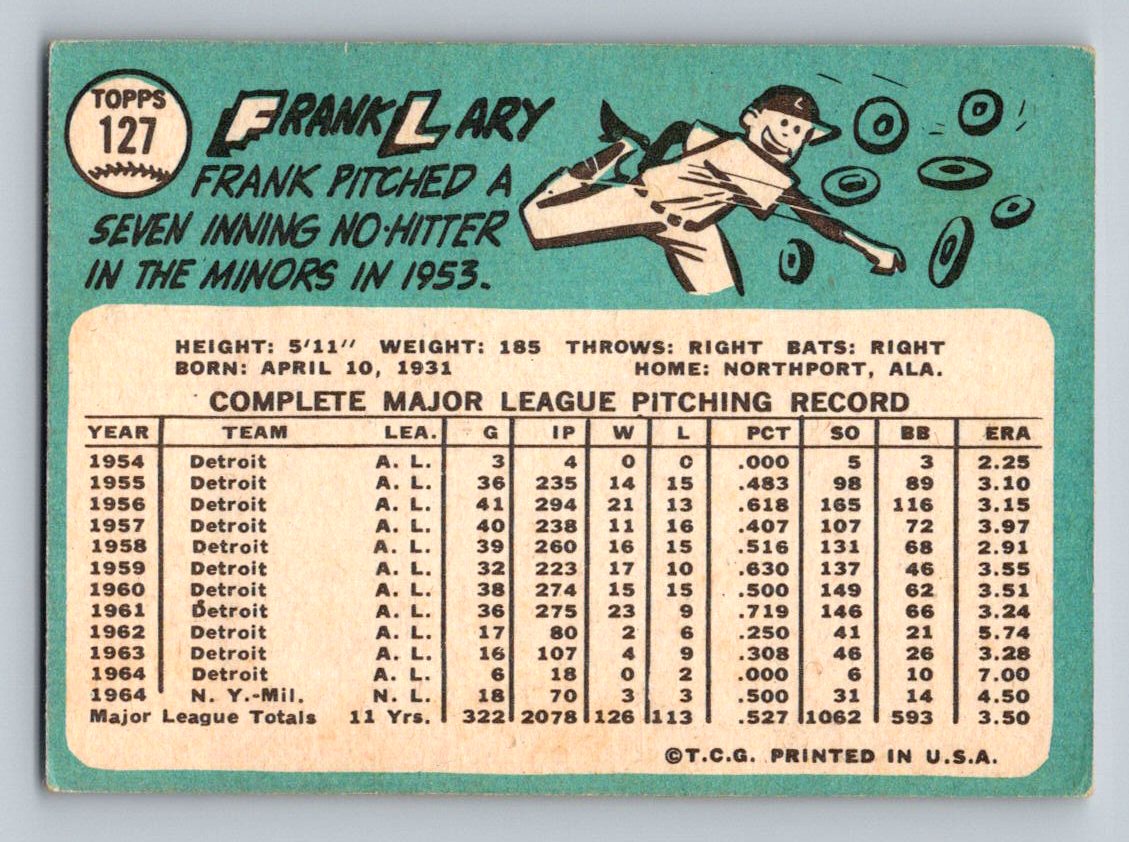 TOPPS
127
FRANK LARY
FRANK PITCHED A
SEVEN INNING NO-HITTER
IN THE MINORS IN 1953.
L
HEIGHT: 5'11" WEIGHT: 185 THROWS: RIGHT BATS: RIGHT
BORN: APRIL 10, 1931 HOME: NORTHPORT, ALA.
COMPLETE MAJOR LEAGUE PITCHING RECORD
YEAR TEAM LEA. G IP W L PCT SO BB ERA
1954 Detroit A. L. 3 4 0 0 .000 5 3 2.25
1955 Detroit A. L. 36 235 14 15 .483 98 89 3.10
1956 Detroit A. L. 41 294 21 13 .618 165 116 3.15
1957 Detroit A. L. 40 238 11 16 .407 107 72 3.97
1958 Detroit A. L. 39 260 16 15 .516 131 68 2.91
1959 Detroit A. L. 32 223 17 10 .630 137 46 3.55
1960 Detroit A. L. 38 274 15 15 .500 149 62 3.51
1961 Detroit A. L. 36 275 23 9 .719 146 66 3.24
1962 Detroit A. L. 17 80 2 6 .250 41 21 5.74
1963 Detroit A. L. 16 107 4 9 .308 46 26 3.28
1964 Detroit A. L. 6 18 0 2 .000 6 10 7.00
1964 N. Y.-Mil. N. L. 18 70 3 3 .500 31 14 4.50
Major League Totals 11 Yrs. 322 2078 126 113 .527 1062 593 3.50
©T.C.G. PRINTED IN U.S.A.